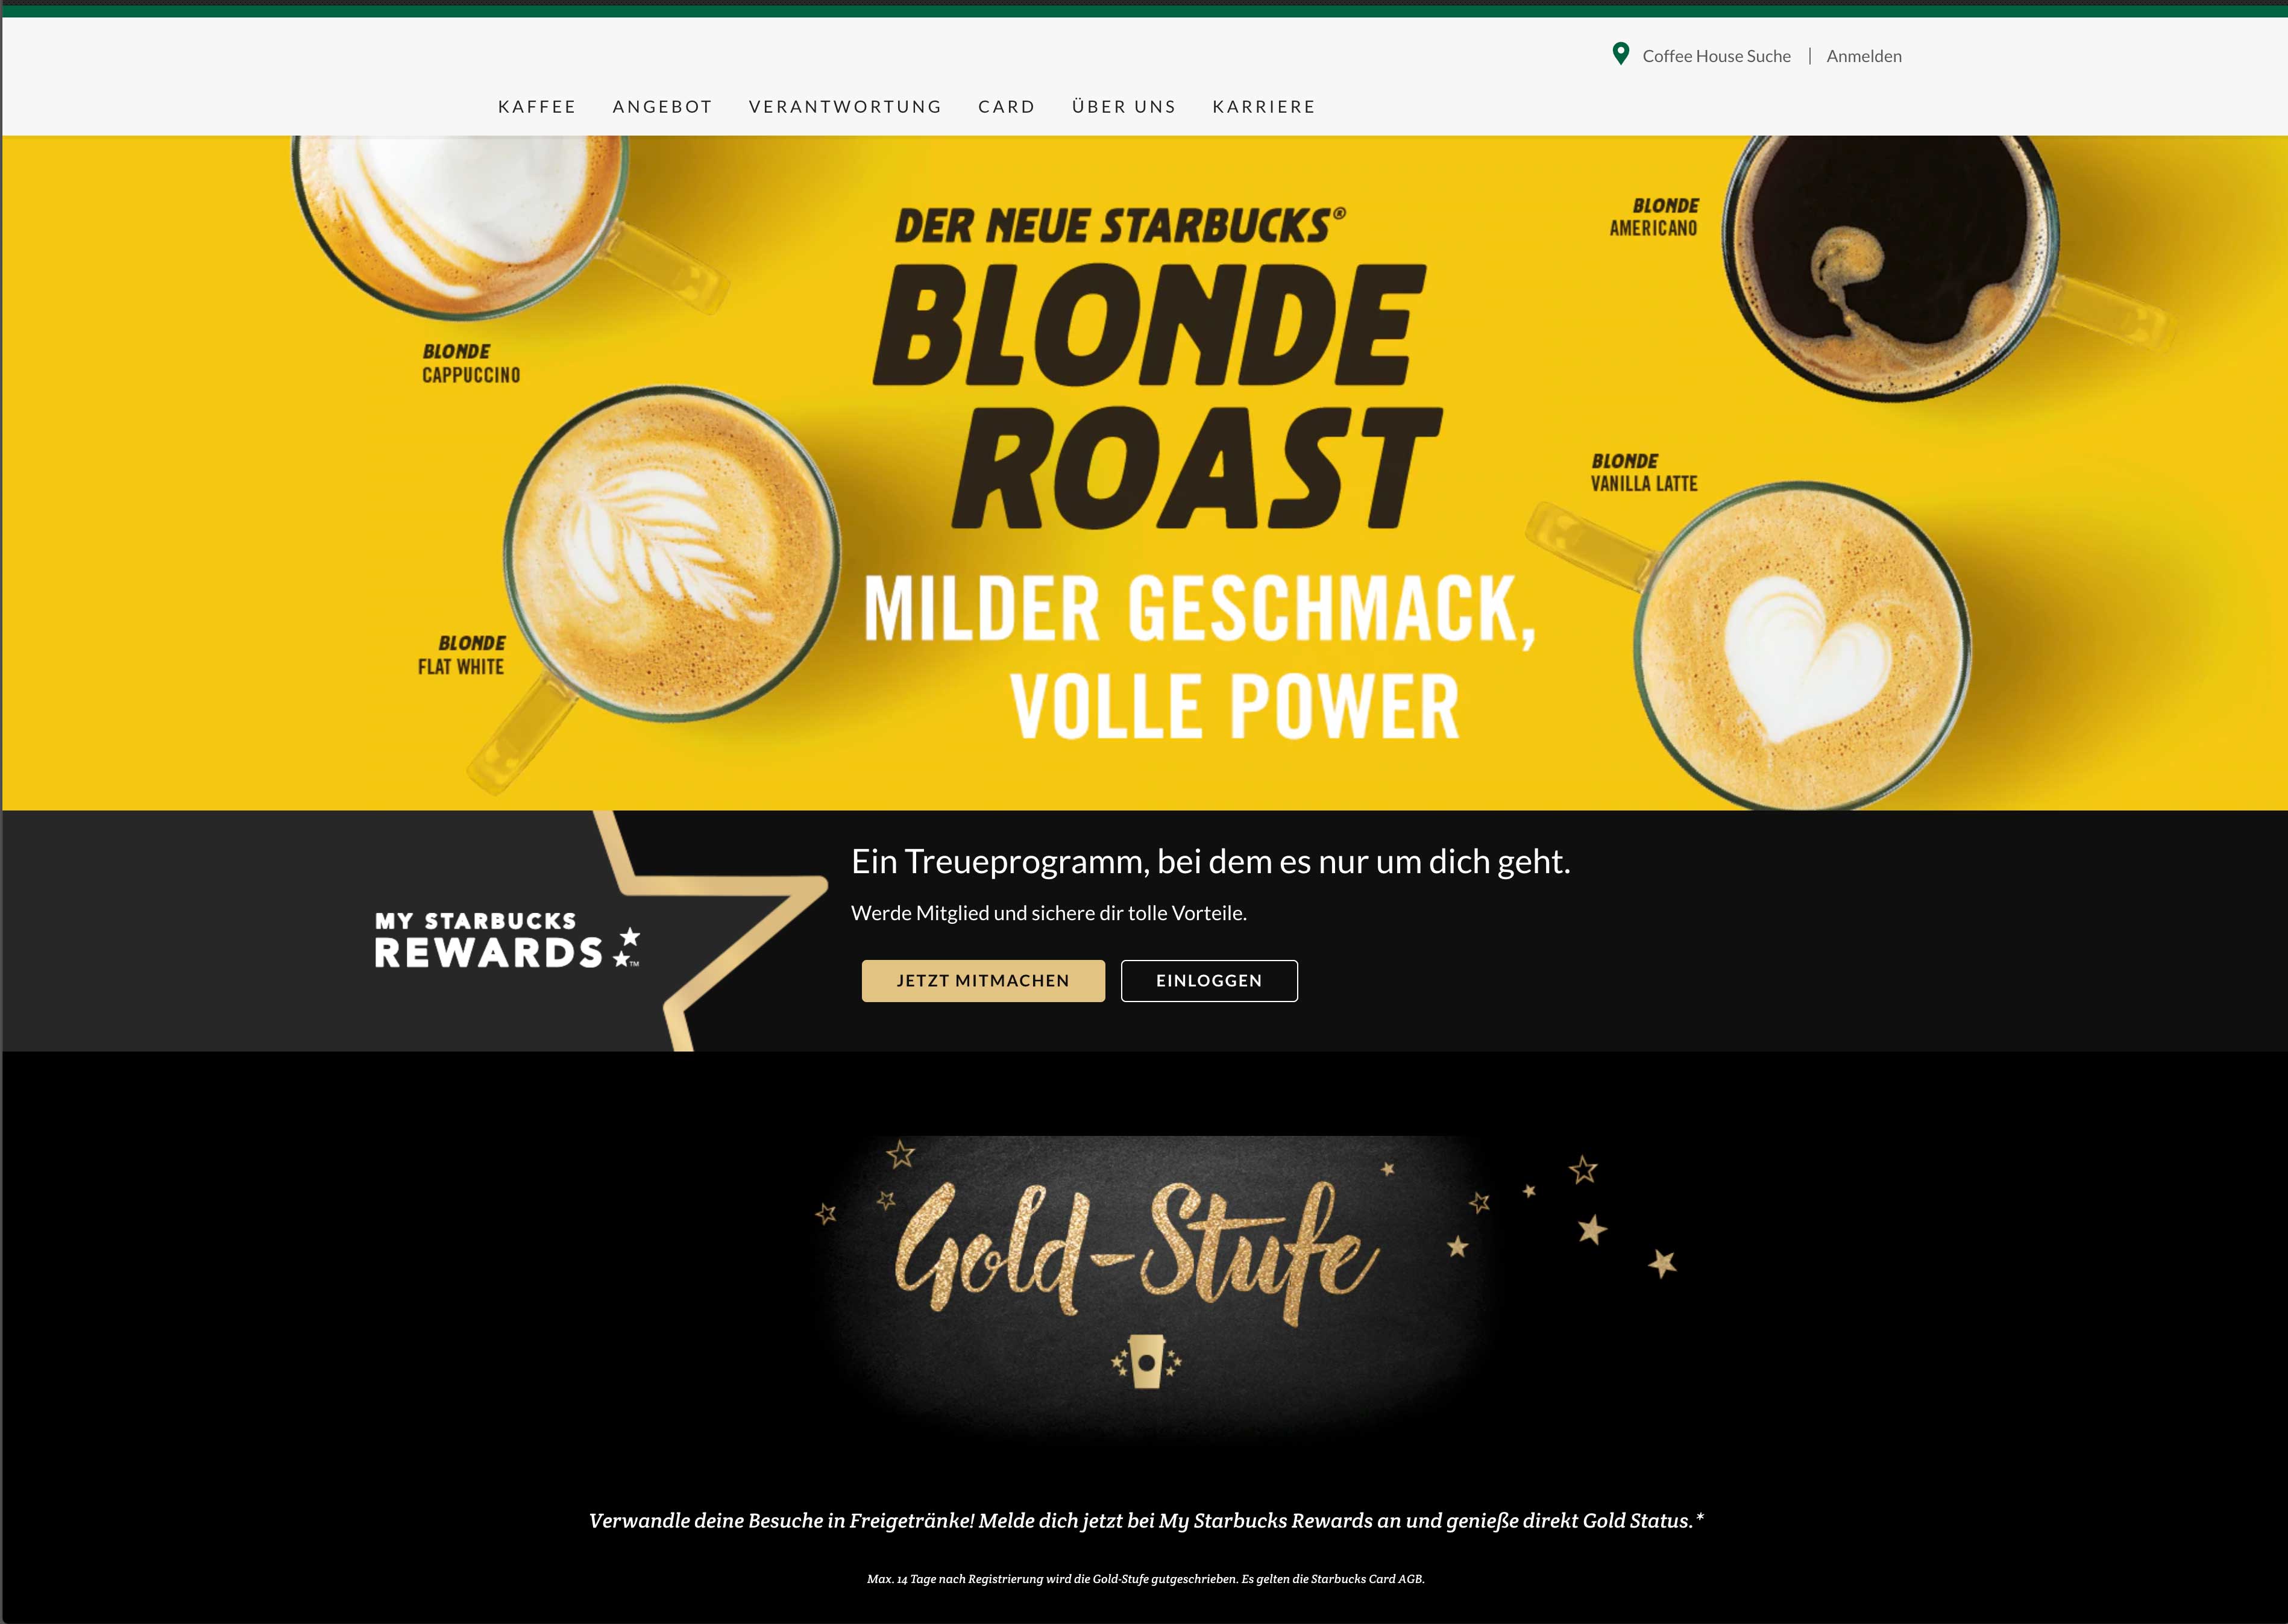 Coffee House Suche | Anmelden
KAFFEE ANGEBOT VERANTWORTUNG CARD ÜBER UNS KARRIERE
DER NEUE STARBUCKS®
BLONDE
ROAST
MILDER GESCHMACK,
VOLLE POWER
BLONDE
CAPPUCCINO
BLONDE
FLAT WHITE
BLONDE
AMERICANO
BLONDE
VANILLA LATTE
MY STARBUCKS
REWARDS™
Ein Treueprogramm, bei dem es nur um dich geht.
Werde Mitglied und sichere dir tolle Vorteile.
JETZT MITMACHEN EINLOGGEN
Gold-Stufe
Verwandle deine Besuche in Freigetränke! Melde dich jetzt bei My Starbucks Rewards an und genieße direkt Gold Status.*
Max. 14 Tage nach Registrierung wird die Gold-Stufe gutgeschrieben. Es gelten die Starbucks Card AGB.